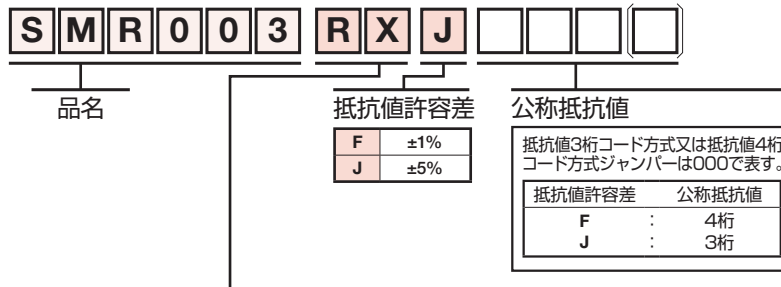 SMR003RXJ
品名
抵抗値許容差
F ±1%
J ±5%
公称抵抗値
抵抗値3桁コード方式又は抵抗値4桁
コード方式ジャンパーは000で表す。
抵抗値許容差 公称抵抗値
F : 4桁
J : 3桁